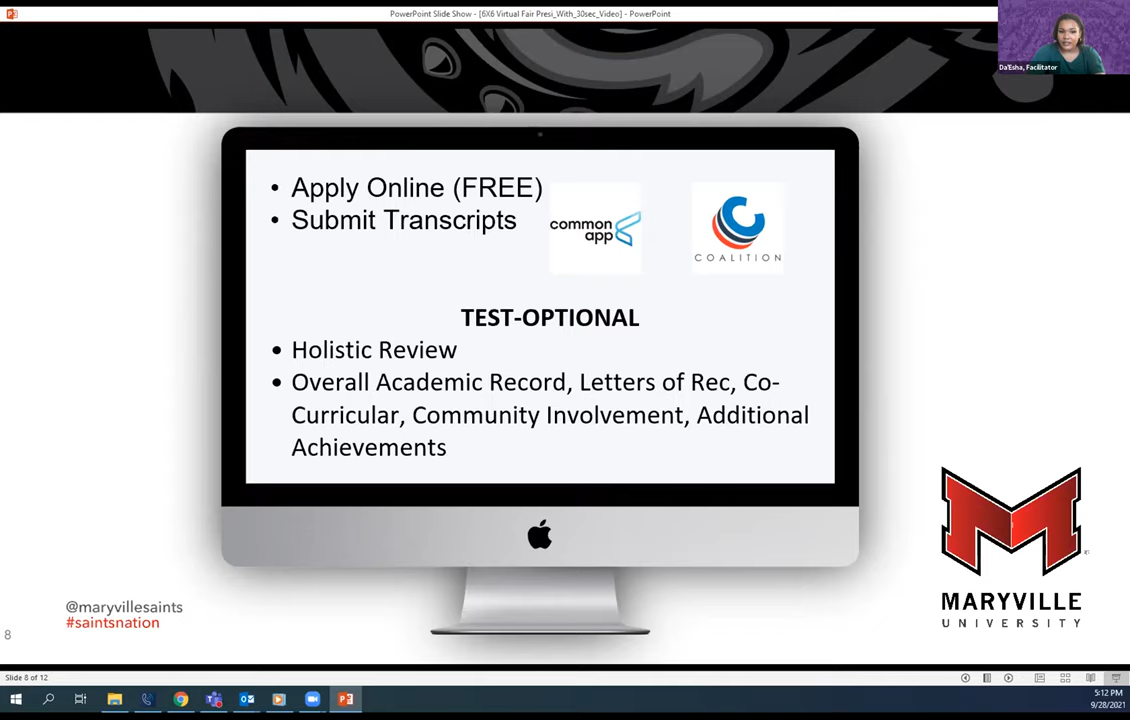 PowerPoint Slide Show - [6X6 Virtual Fair Presi_With_30sec_Video] - PowerPoint
Da'Esha, Facilitator
• Apply Online (FREE)
• Submit Transcripts
common
app
COALITION
TEST-OPTIONAL
• Holistic Review
• Overall Academic Record, Letters of Rec, Co-
Curricular, Community Involvement, Additional
Achievements
@maryvillesaints
#saintsnation
8
M
MARYVILLE
UNIVERSITY
Slide 8 of 12
5:12 PM
9/28/2021